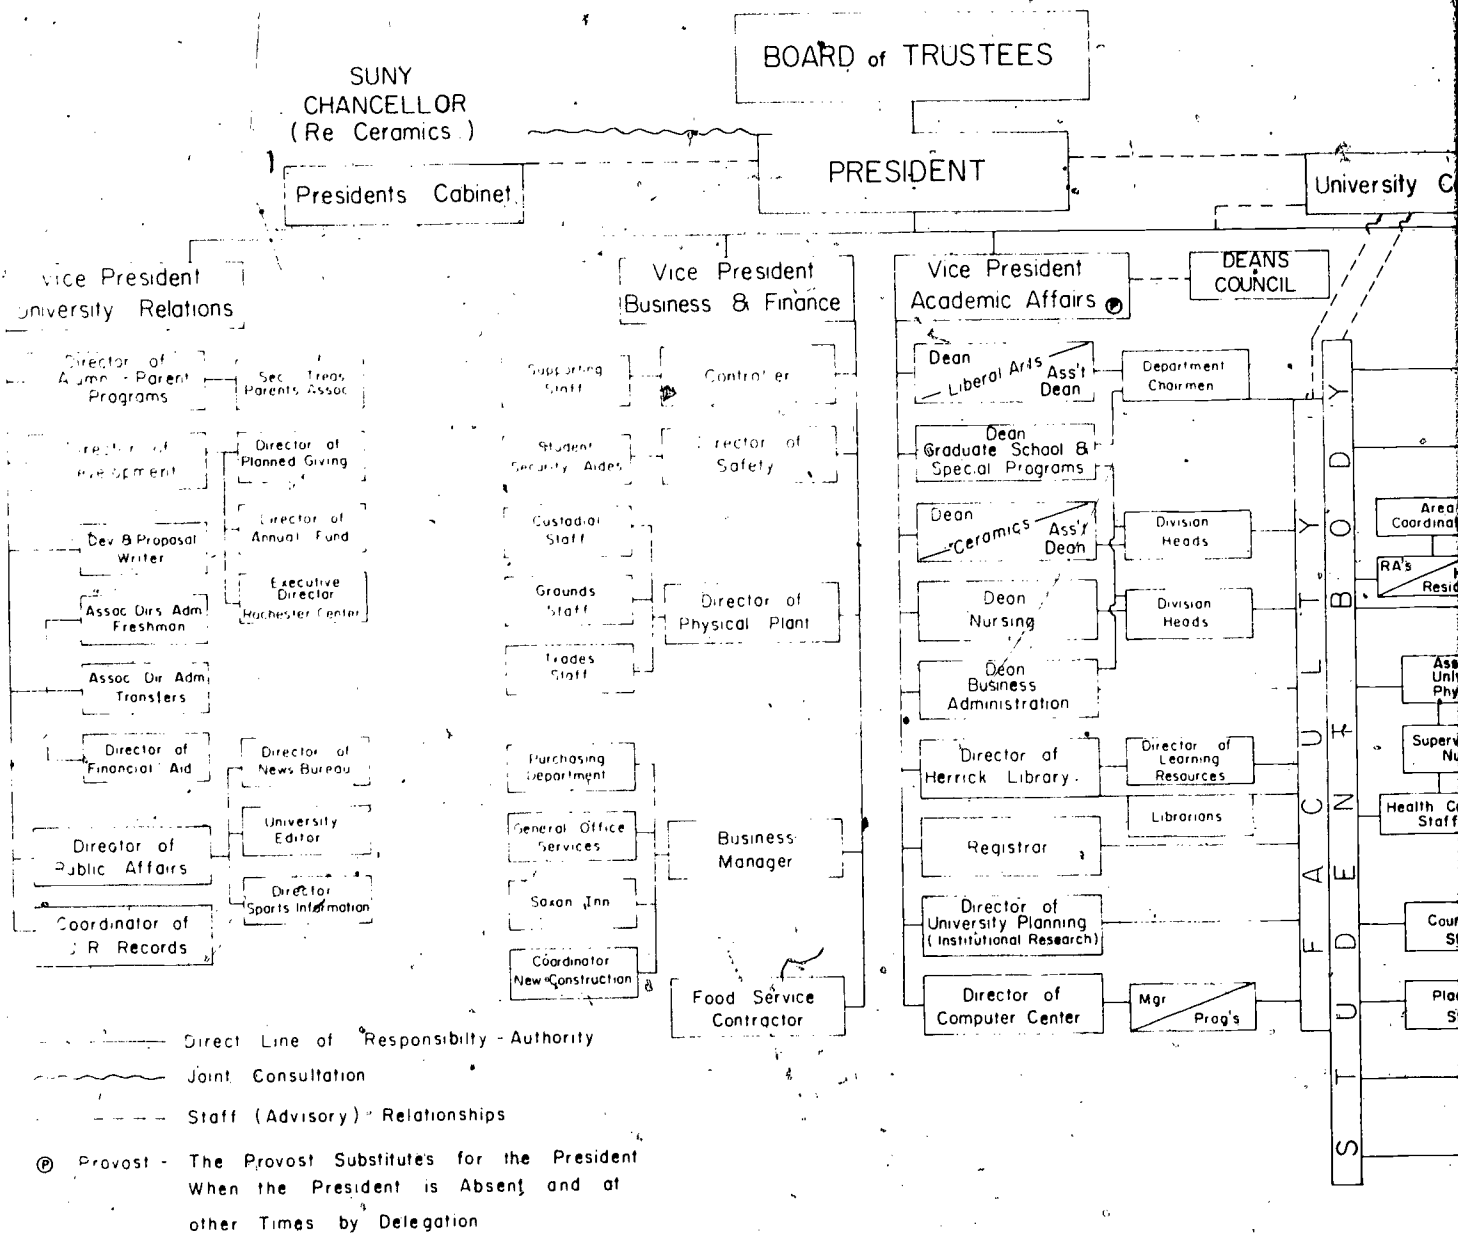 BOARD of TRUSTEES
SUNY
CHANCELLOR
(Re Ceramics)
PRESIDENT
Presidents Cabinet
University
Vice President
University Relations
Vice President
Business & Finance
Vice President
Academic Affairs Ⓟ
DEANS
COUNCIL
Director of
Alumni - Parent
Programs
Sec. Treas
Parents Assoc
Director of
Development
Director of
Planned Giving
Director of
Annual Fund
Dev & Proposal
Writer
Executive
Director
Rochester Center
Assoc Dirs Adm
Freshman
Assoc Dir Adm
Transfers
Director of
Financial Aid
Director of
News Bureau
University
Editor
Director of
Public Affairs
Director
Sports Information
Coordinator of
R Records
Supporting
Staff
Controller
Student
Security Aides
Director of
Safety
Custodial
Staff
Grounds
Staff
Director of
Physical Plant
Trades
Staff
Purchasing
Department
General Office
Services
Business
Manager
Saxon Inn
Coordinator
New Construction
Food Service
Contractor
Dean
Liberal Arts
Ass't
Dean
Department
Chairmen
Dean
Graduate School &
Special Programs
Dean
Ceramics
Ass't
Dean
Division
Heads
Dean
Nursing
Division
Heads
Dean
Business
Administration
Director of
Herrick Library
Director of
Learning
Resources
Librarians
Registrar
Director of
University Planning
(Institutional Research)
Director of
Computer Center
Mgr
Prog's
FACULTY
STUDENT BODY
Area
RA's
Health
Staff
Direct Line of Responsibilty - Authority
Joint Consultation
Staff (Advisory) Relationships
Ⓟ Provost - The Provost Substitutes for the President
When the President is Absent and at
other Times by Delegation